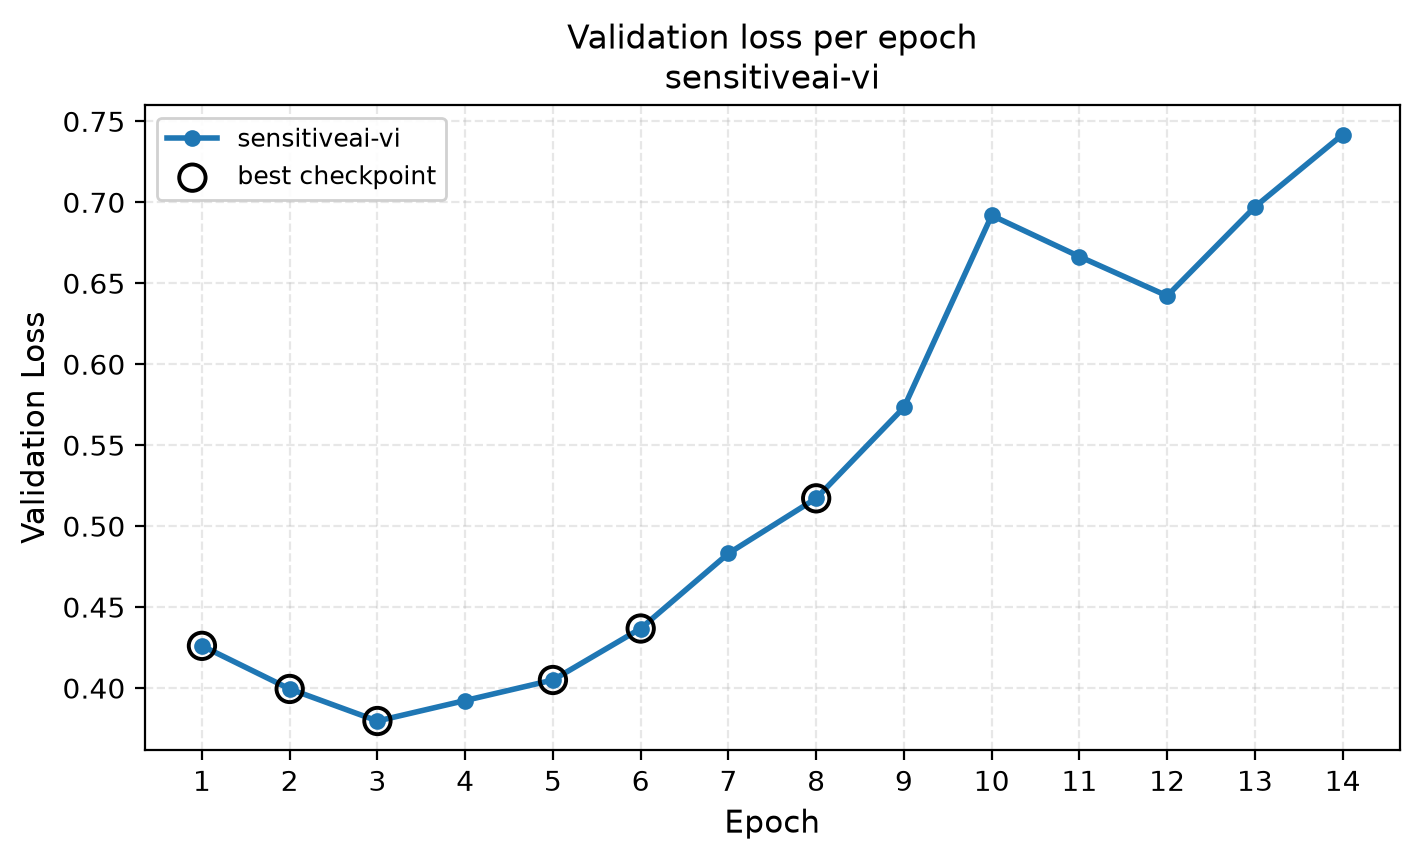 Validation loss per epoch
sensitiveai-vi
sensitiveai-vi
best checkpoint
Validation Loss
0.75
0.70
0.65
0.60
0.55
0.50
0.45
0.40
1 2 3 4 5 6 7 8 9 10 11 12 13 14
Epoch